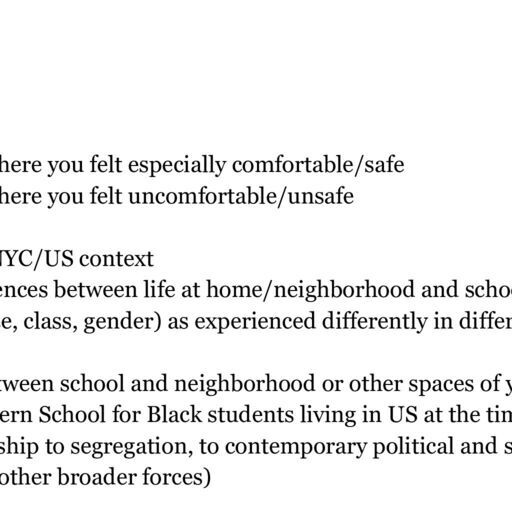 here you felt especially comfortable/safe
here you felt uncomfortable/unsafe
NYC/US context
ences between life at home/neighborhood and scho
e, class, gender) as experienced differently in differ
tween school and neighborhood or other spaces of y
ern School for Black students living in US at the tim
ship to segregation, to contemporary political and s
other broader forces)